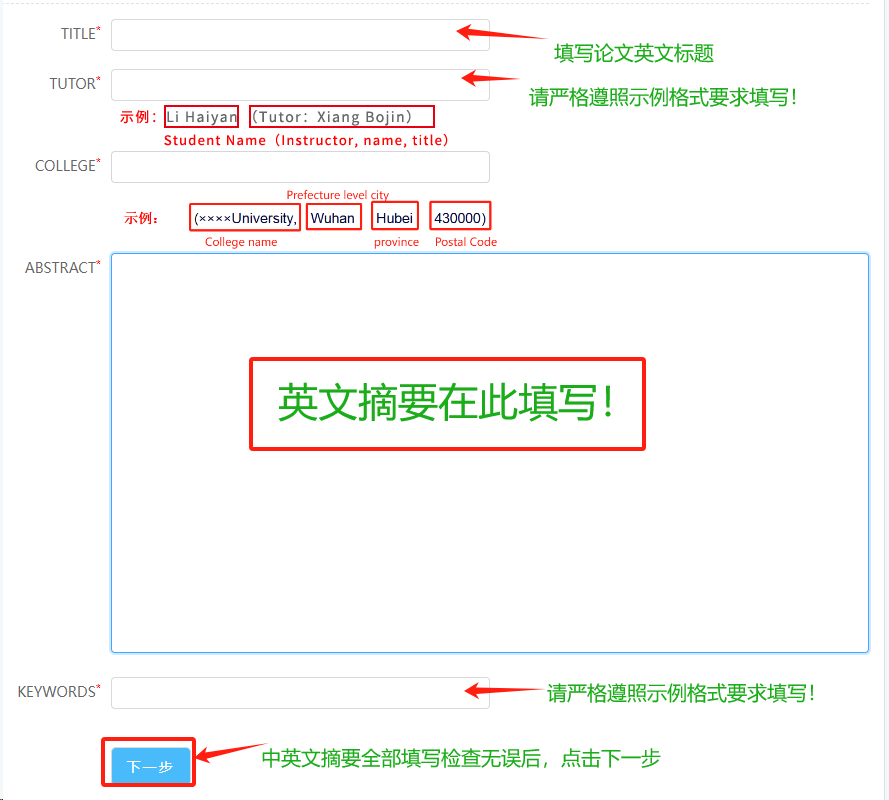 TITLE*
填写论文英文标题
TUTOR*
请严格遵照示例格式要求填写！
示例：Li Haiyan （Tutor：Xiang Bojin）
Student Name（Instructor, name, title）
COLLEGE*
Prefecture level city
示例： (××××University, Wuhan Hubei 430000)
College name province Postal Code
ABSTRACT*
英文摘要在此填写！
KEYWORDS*
请严格遵照示例格式要求填写！
下一步
中英文摘要全部填写检查无误后，点击下一步